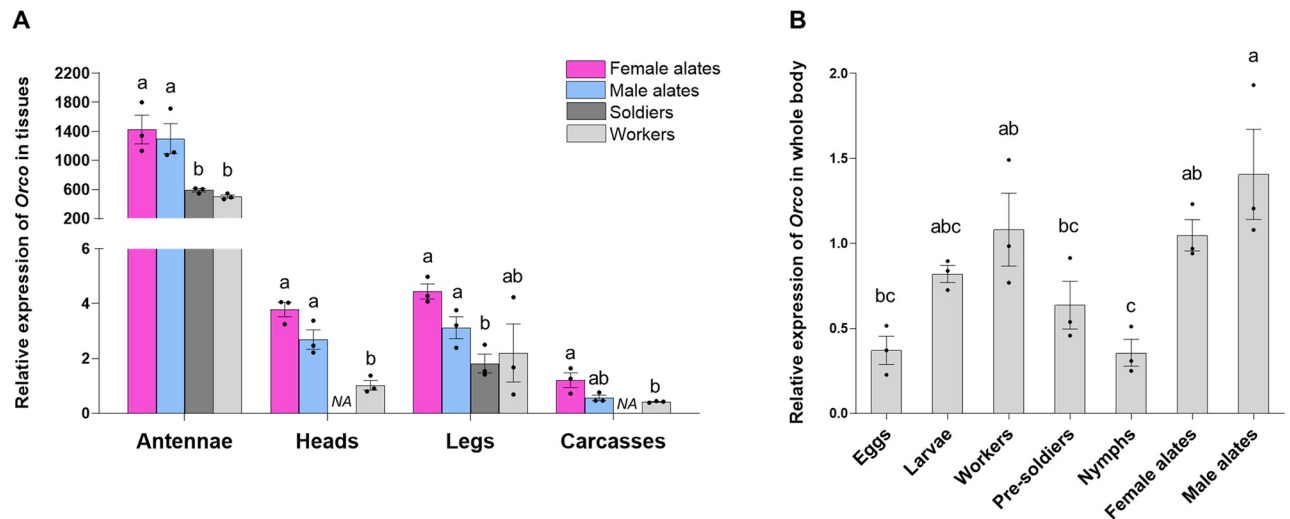 A
Relative expression of Orco in tissues
2200
1800
1400
1000
600
200
6
4
2
0
a a b b
a a NA b
a a b ab
a ab NA b
Antennae Heads Legs Carcasses
Female alates
Male alates
Soldiers
Workers
B
Relative expression of Orco in whole body
2.0
1.5
1.0
0.5
0.0
bc abc ab bc c ab a
Eggs
Larvae
Workers
Pre-soldiers
Nymphs
Female alates
Male alates